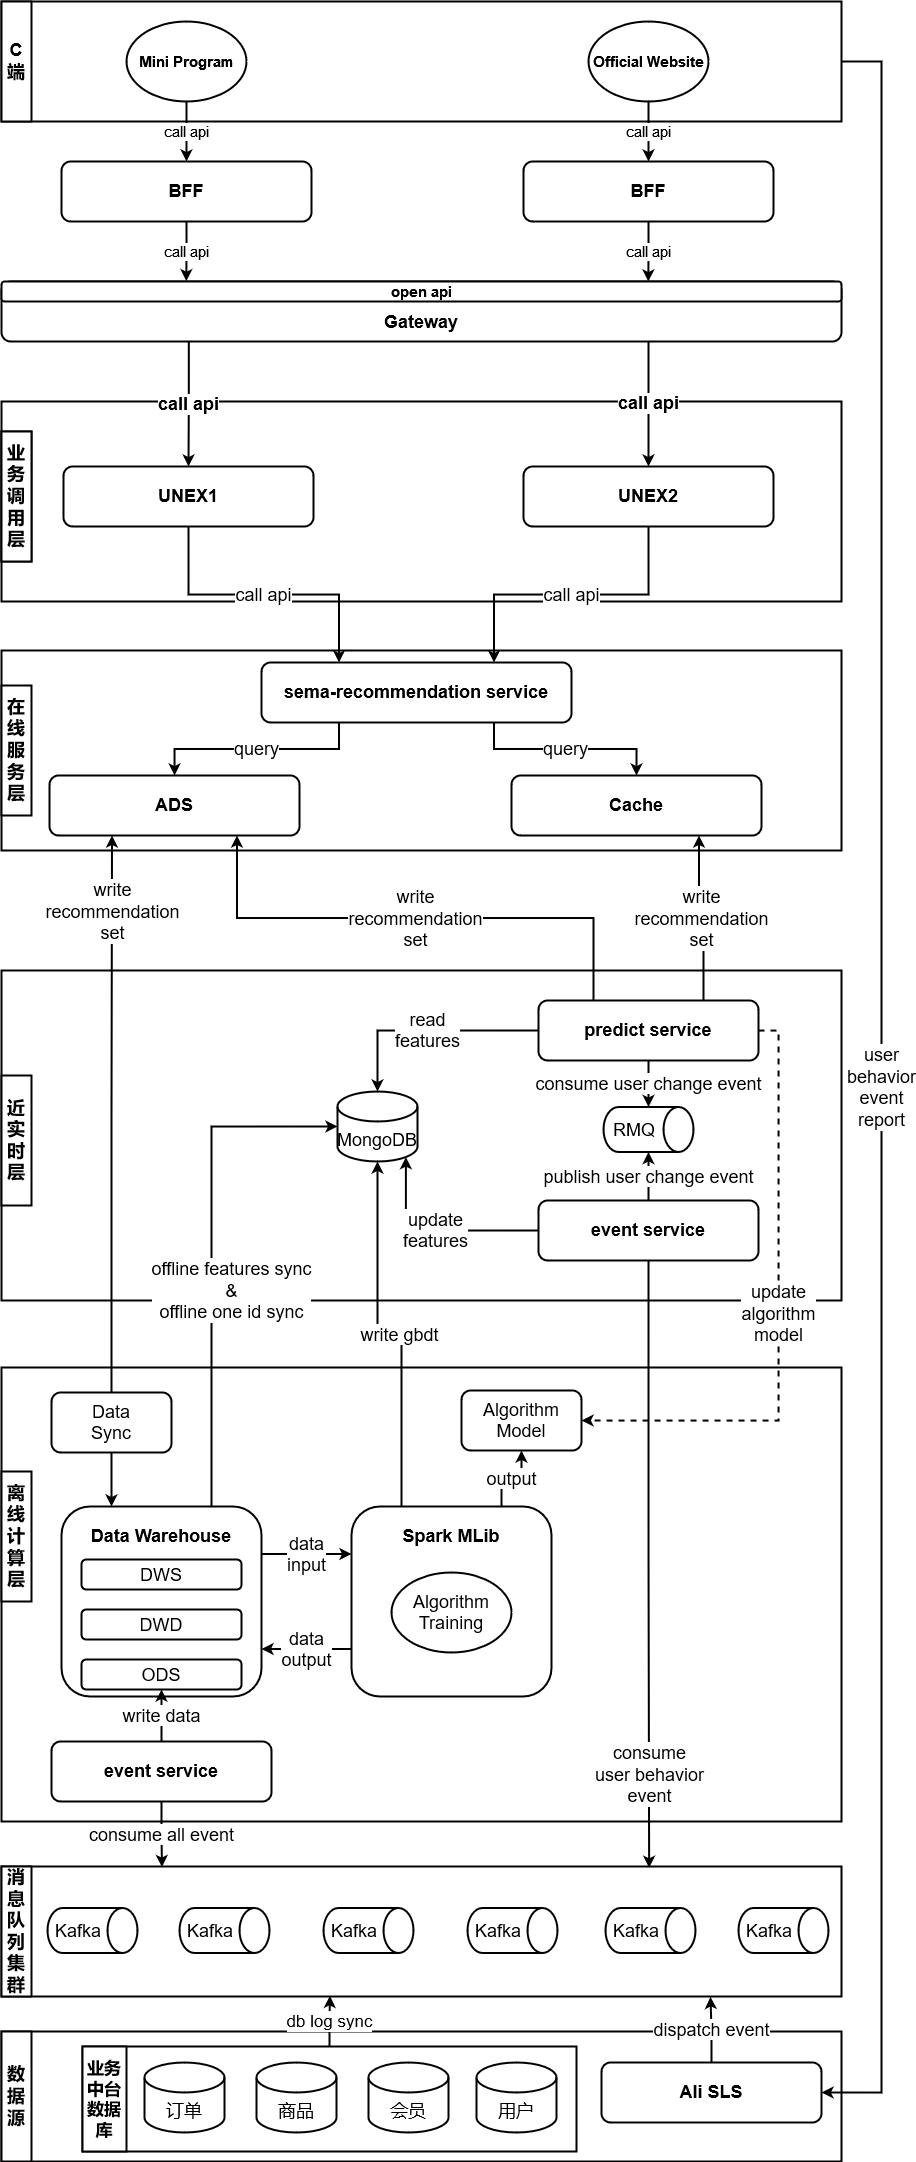 C
端
Mini Program
Official Website
call api
call api
BFF
BFF
call api
call api
open api
Gateway
call api
call api
业
务
调
用
层
UNEX1
UNEX2
call api
call api
在
线
服
务
层
sema-recommendation service
query
query
ADS
Cache
write
recommendation
set
write
recommendation
set
write
recommendation
set
近
实
时
层
read
features
predict service
consume user change event
MongoDB
RMQ
publish user change event
update
features
event service
user
behavior
event
report
offline features sync
&
offline one id sync
write gbdt
update
algorithm
model
离
线
计
算
层
Data
Sync
Algorithm
Model
output
Data Warehouse
DWS
DWD
ODS
data
input
data
output
Spark MLib
Algorithm
Training
write data
event service
consume all event
consume
user behavior
event
消
息
队
列
集
群
Kafka
Kafka
Kafka
Kafka
Kafka
Kafka
db log sync
dispatch event
数
据
源
业务
中台
数据
库
订单
商品
会员
用户
Ali SLS